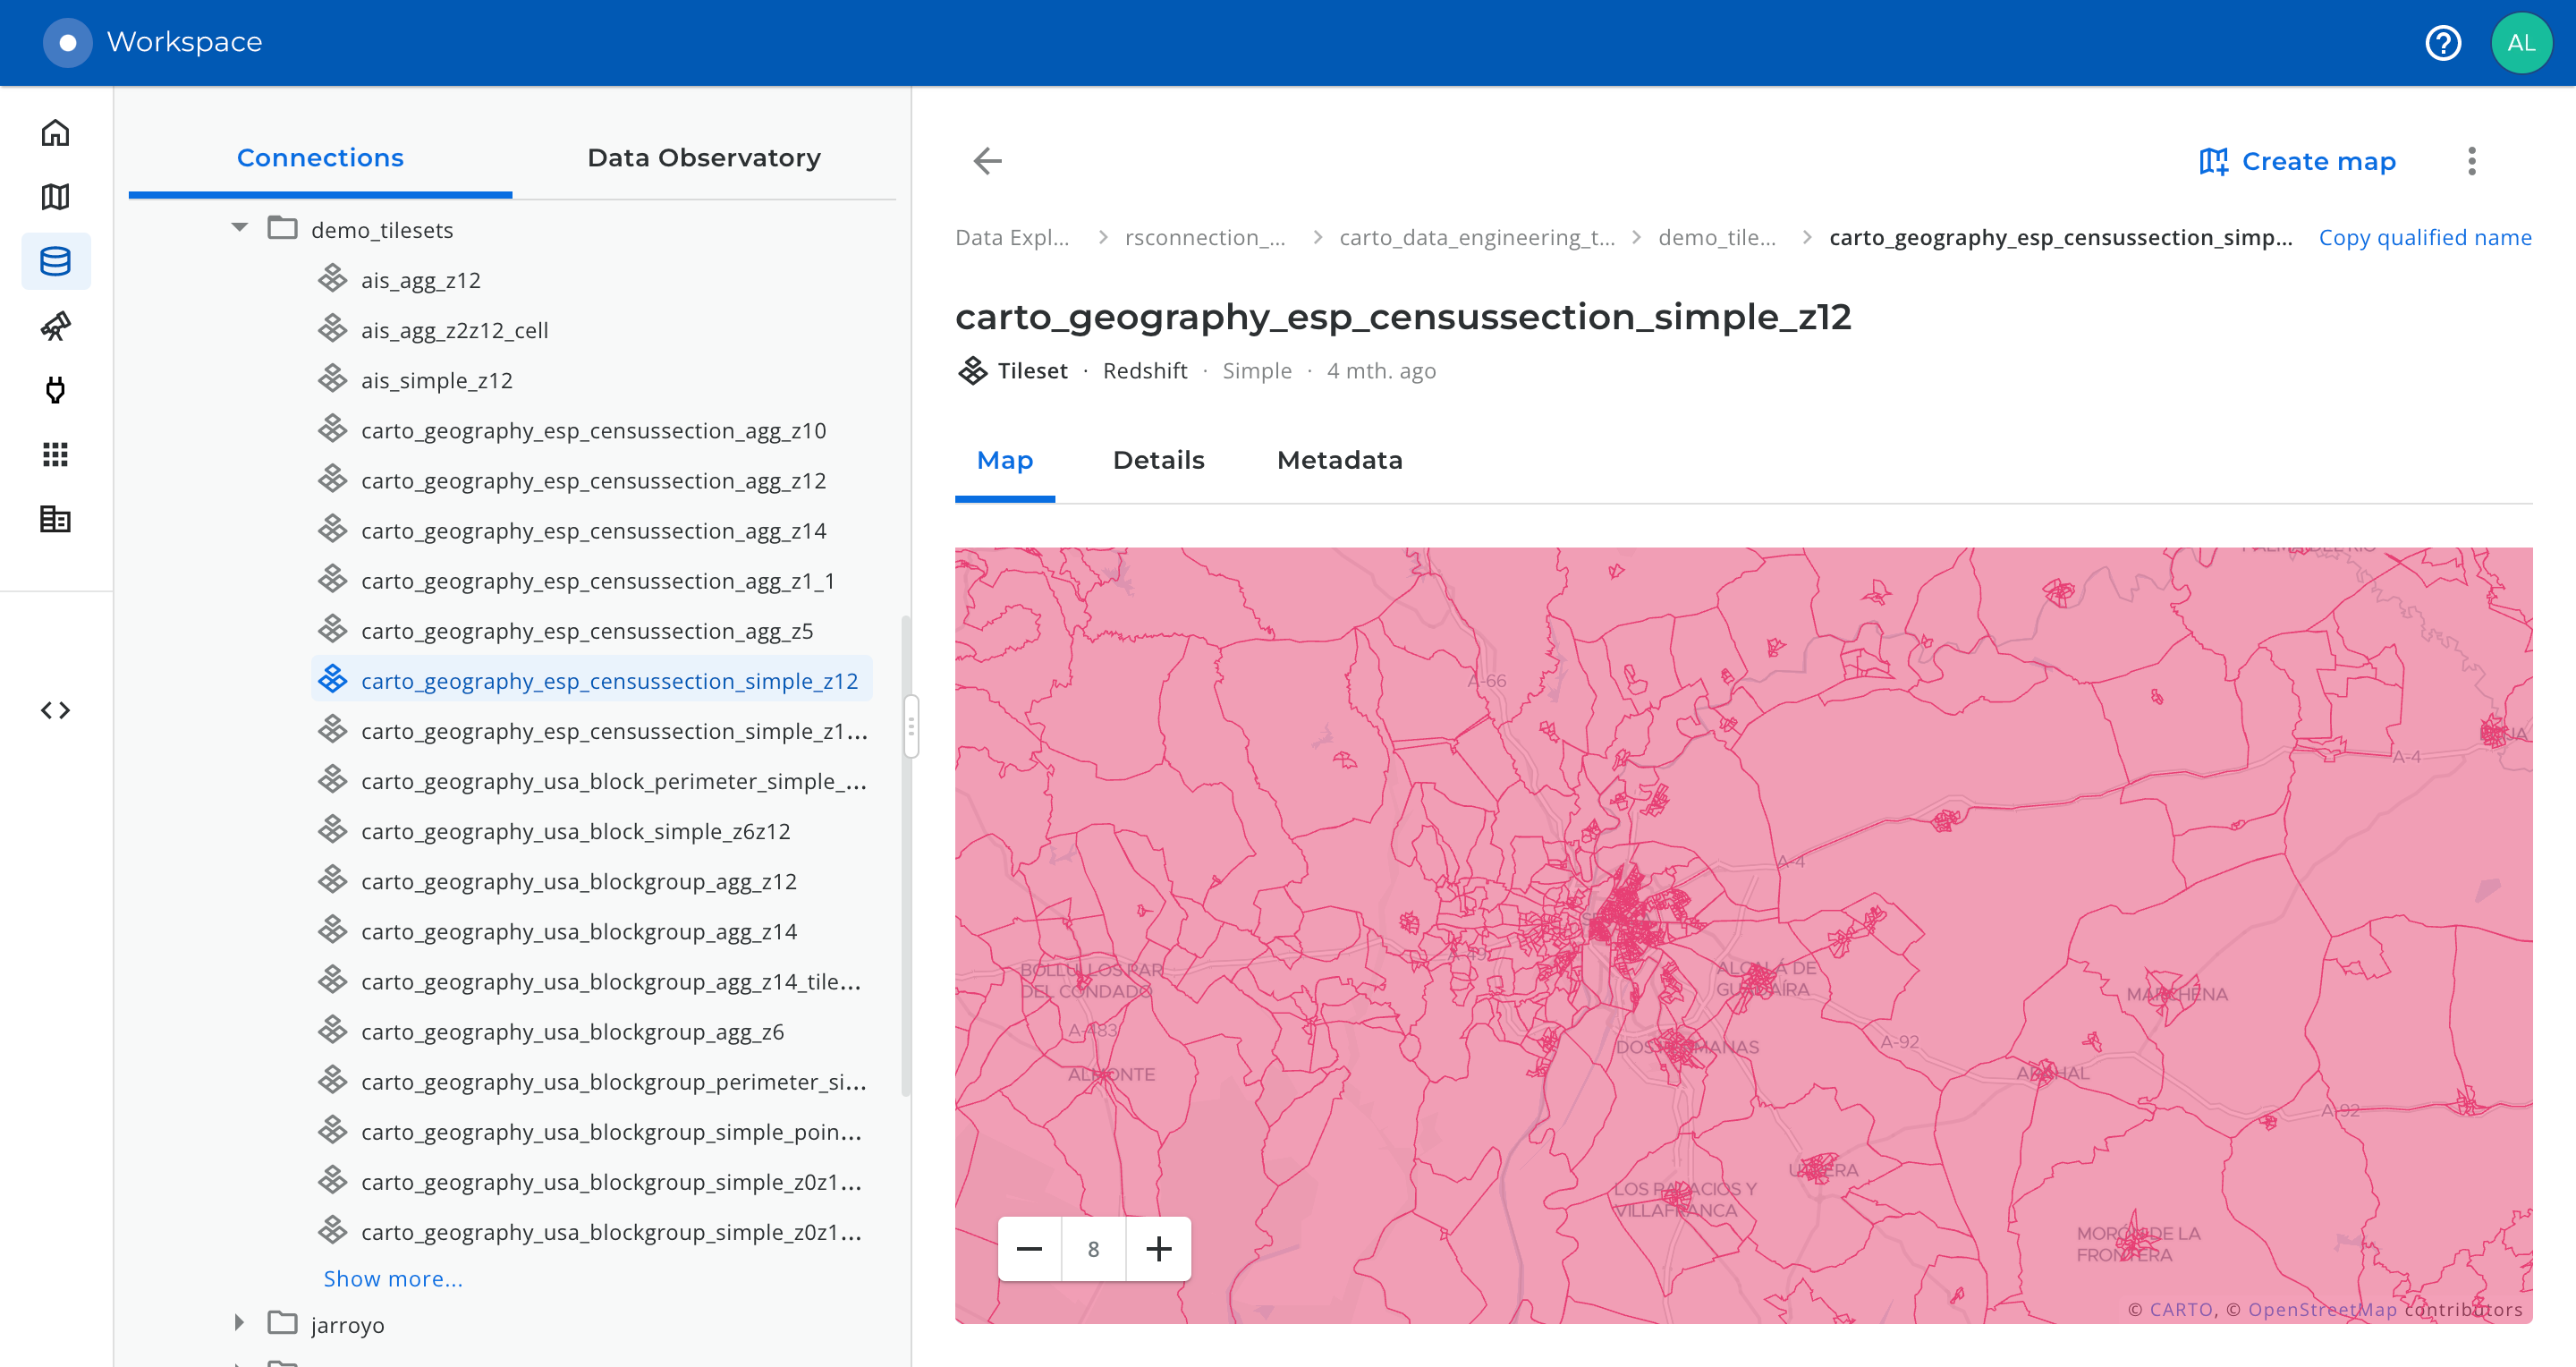 Workspace
AL
Connections
Data Observatory
demo_tilesets
ais_agg_z12
ais_agg_z2z12_cell
ais_simple_z12
carto_geography_esp_censussection_agg_z10
carto_geography_esp_censussection_agg_z12
carto_geography_esp_censussection_agg_z14
carto_geography_esp_censussection_agg_z1_1
carto_geography_esp_censussection_agg_z5
carto_geography_esp_censussection_simple_z12
carto_geography_esp_censussection_simple_z1...
carto_geography_usa_block_perimeter_simple_...
carto_geography_usa_block_simple_z6z12
carto_geography_usa_blockgroup_agg_z12
carto_geography_usa_blockgroup_agg_z14
carto_geography_usa_blockgroup_agg_z14_tile...
carto_geography_usa_blockgroup_agg_z6
carto_geography_usa_blockgroup_perimeter_si...
carto_geography_usa_blockgroup_simple_poin...
carto_geography_usa_blockgroup_simple_z0z1...
carto_geography_usa_blockgroup_simple_z0z1...
Show more...
jarroyo
Create map
Data Expl... > rsconnection_... > carto_data_engineering_t... > demo_tile... > carto_geography_esp_censussection_simp...
Copy qualified name
carto_geography_esp_censussection_simple_z12
Tileset · Redshift · Simple · 4 mth. ago
Map
Details
Metadata
A-66
A-4
A-4
A-49
BOLLULLOS PAR
DEL CONDADO
ALCALÁ DE
GUADAÍRA
MARCHENA
A-483
A-92
DOS HERMANAS
ALMONTE
ARAHAL
A-92
UTRERA
LOS PALACIOS Y
VILLAFRANCA
MORÓN DE LA
FRONTERA
8
© CARTO, © OpenStreetMap contributors